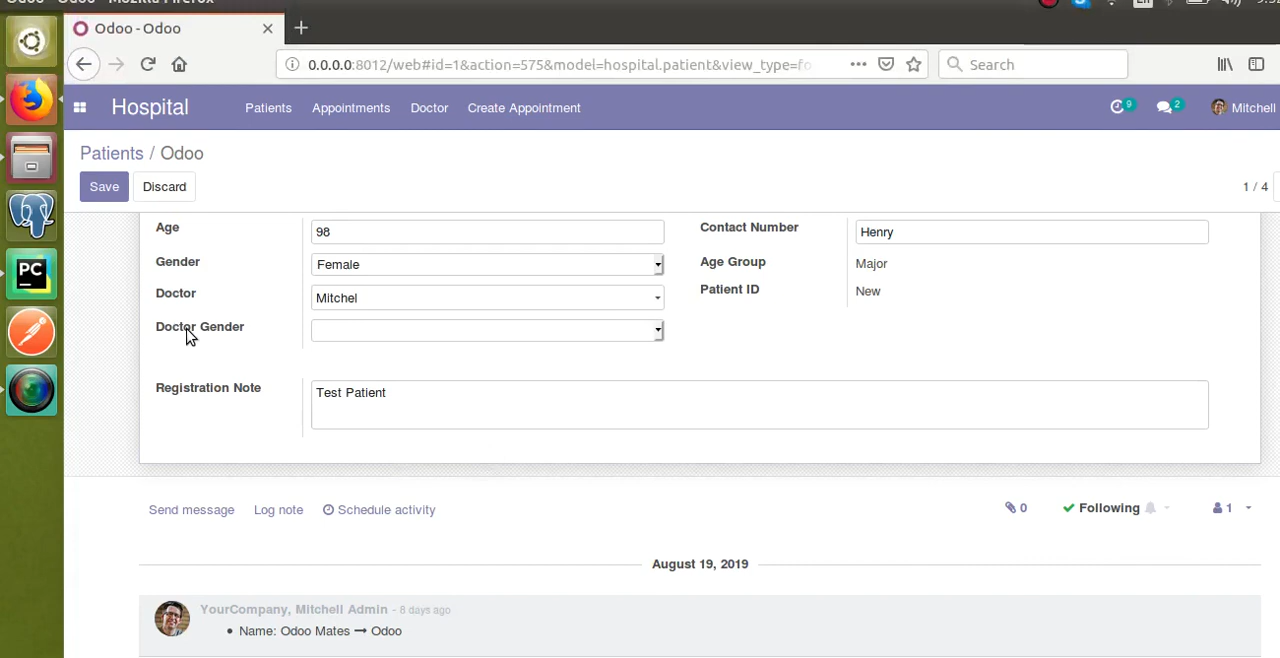 Odoo - Odoo - Mozilla Firefox
En
Odoo - Odoo
0.0.0.0:8012/web#id=1&action=575&model=hospital.patient&view_type=fo
Search
Hospital Patients Appointments Doctor Create Appointment 9 2 Mitchell
Patients / Odoo
Save Discard 1 / 4
Age 98 Contact Number Henry
Gender Female Age Group Major
Doctor Mitchel Patient ID New
Doctor Gender
Registration Note Test Patient
Send message Log note Schedule activity 0 Following 1
August 19, 2019
YourCompany, Mitchell Admin - 8 days ago
• Name: Odoo Mates → Odoo
PC